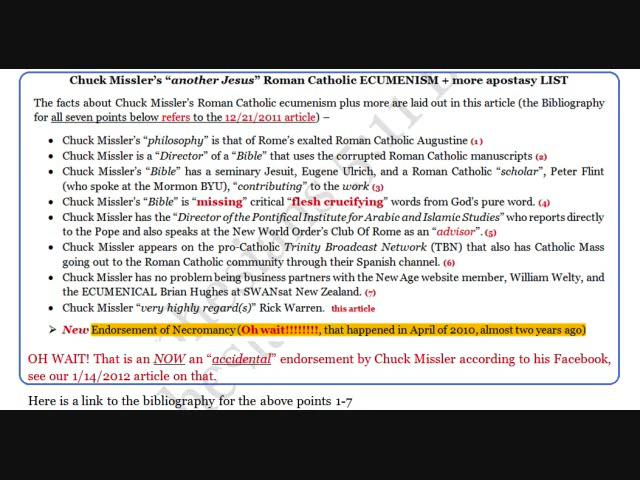 Chuck Missler's "another Jesus" Roman Catholic ECUMENISM + more apostasy LIST
The facts about Chuck Missler's Roman Catholic ecumenism plus more are laid out in this article (the Bibliography
for all seven points below refers to the 12/21/2011 article) –
• Chuck Missler's "philosophy" is that of Rome's exalted Roman Catholic Augustine (1)
• Chuck Missler is a "Director" of a "Bible" that uses the corrupted Roman Catholic manuscripts (2)
• Chuck Missler's "Bible" has a seminary Jesuit, Eugene Ulrich, and a Roman Catholic "scholar", Peter Flint
(who spoke at the Mormon BYU), "contributing" to the work (3)
• Chuck Missler's "Bible" is "missing" critical "flesh crucifying" words from God's pure word. (4)
• Chuck Missler has the "Director of the Pontifical Institute for Arabic and Islamic Studies" who reports directly
to the Pope and also speaks at the New World Order's Club Of Rome as an "advisor". (5)
• Chuck Missler appears on the pro-Catholic Trinity Broadcast Network (TBN) that also has Catholic Mass
going out to the Roman Catholic community through their Spanish channel. (6)
• Chuck Missler has no problem being business partners with the New Age website member, William Welty, and
the ECUMENICAL Brian Hughes at SWANsat New Zealand. (7)
• Chuck Missler "very highly regard(s)" Rick Warren. this article
➢ New Endorsement of Necromancy (Oh wait!!!!!!!!, that happened in April of 2010, almost two years ago)
OH WAIT! That is an NOW an "accidental" endorsement by Chuck Missler according to his Facebook,
see our 1/14/2012 article on that.
Here is a link to the bibliography for the above points 1-7